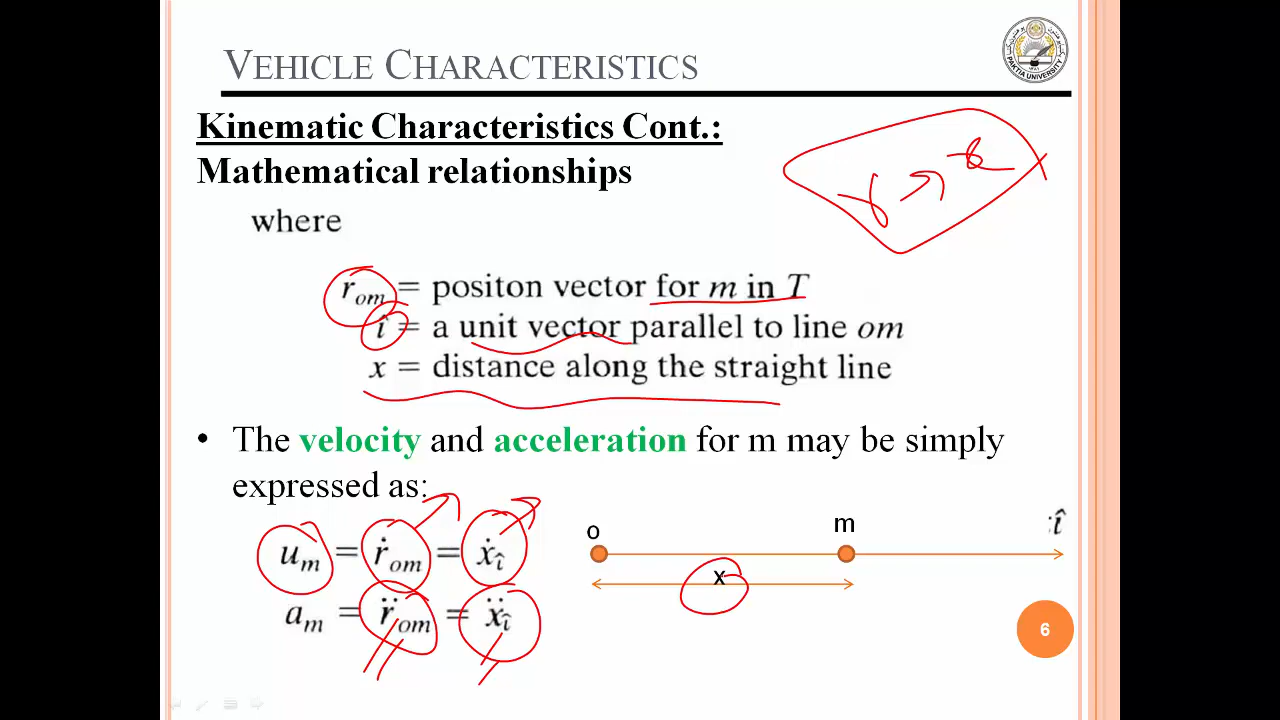 VEHICLE CHARACTERISTICS
PAKTIA UNIVERSITY
Kinematic Characteristics Cont.:
Mathematical relationships
where
r_om = positon vector for m in T
î = a unit vector parallel to line om
x = distance along the straight line
• The velocity and acceleration for m may be simply
expressed as:
u_m = ṙ_om = ẋ_î
a_m = r̈_om = ẍ_î
o
m
:î
x
6